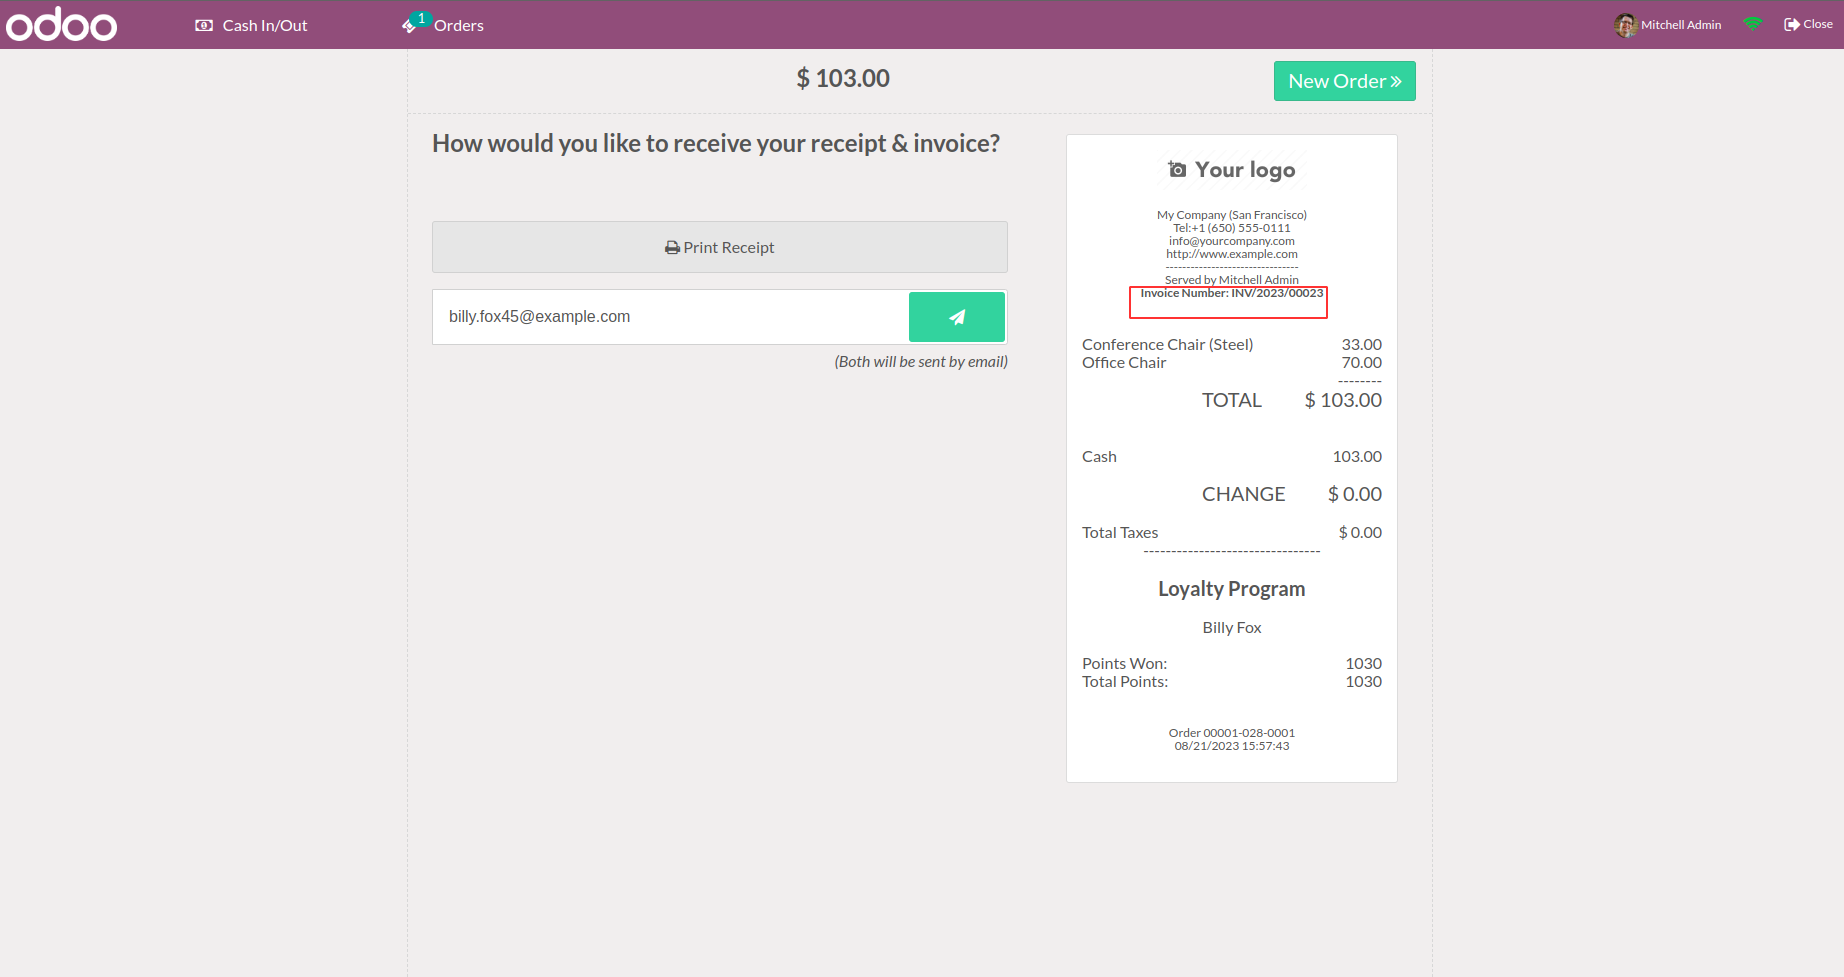 odoo
Cash In/Out
1
Orders
Mitchell Admin
Close
$ 103.00
New Order
How would you like to receive your receipt & invoice?
Print Receipt
billy.fox45@example.com
(Both will be sent by email)
Your logo
My Company (San Francisco)
Tel:+1 (650) 555-0111
info@yourcompany.com
http://www.example.com
--------------------------------
Served by Mitchell Admin
Invoice Number: INV/2023/00023
Conference Chair (Steel) 33.00
Office Chair 70.00
--------
TOTAL $ 103.00
Cash 103.00
CHANGE $ 0.00
Total Taxes $ 0.00
--------------------------------
Loyalty Program
Billy Fox
Points Won: 1030
Total Points: 1030
Order 00001-028-0001
08/21/2023 15:57:43